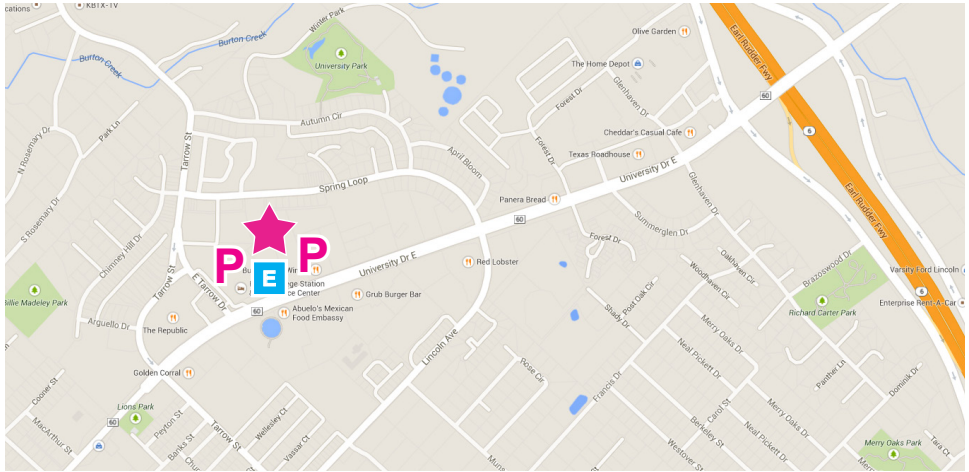 cations
KBTX-TV
Winter Park
Burton Creek
Burton Creek
University Park
Olive Garden
The Home Depot
Earl Rudder Fwy
60
6
N Rosemary Dr
Park Ln
Tarrow St
Autumn Cir
April Bloom
Forest Dr
Glenhaven Dr
Cheddar's Casual Cafe
Forest Dr
Texas Roadhouse
University Dr E
Spring Loop
Panera Bread
60
Glenhaven Dr
Summerglen Dr
Earl Rudder Fwy
S Rosemary Dr
Chimney Hill Dr
Tarrow St
E Tarrow Dr
P
P
E
University Dr E
Red Lobster
Forest Dr
Woodhaven Cir
Oakhaven Cir
Brazoswood Dr
Varsity Ford Lincoln
6
Enterprise Rent-A-Car
Richard Carter Park
illie Madeley Park
Arguello Dr
The Republic
60
Grub Burger Bar
Abuelo's Mexican
Food Embassy
Post Oak Cir
Shady Dr
Merry Oaks Dr
Neal Pickett Dr
Lincoln Ave
Rose Cir
Francis Dr
Panther Ln
Dominik Dr
Tara Ct
Golden Corral
Cooner St
Lions Park
60
MacArthur St
Peyton St
Banks St
Tarrow St
Wellesley Ct
Vassar Ct
Carol St
Berkeley St
Westover St
Neal Pickett Dr
Merry Oaks Dr
Merry Oaks Park